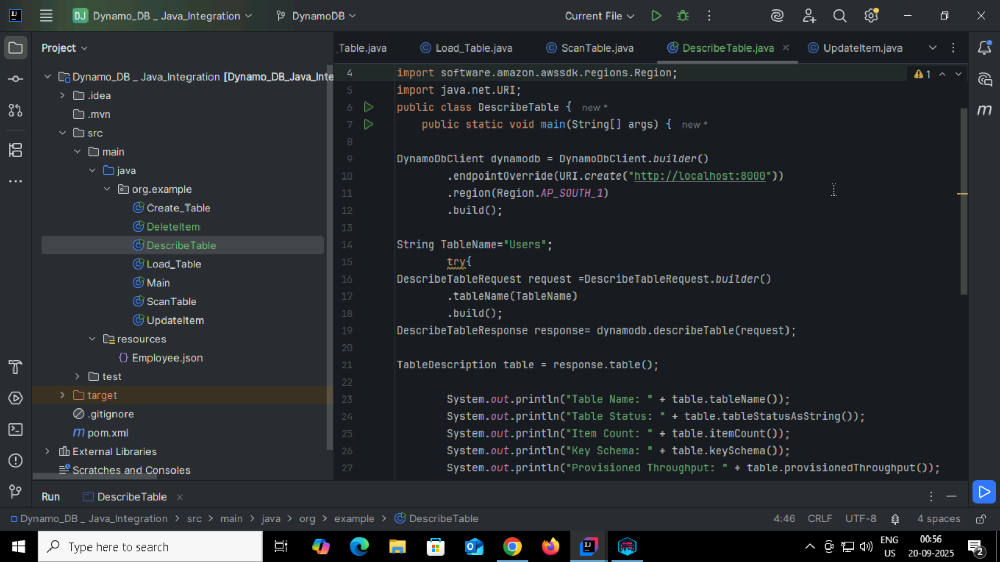 DJ Dynamo_DB _ Java_Integration DynamoDB Current File
Project
Dynamo_DB _ Java_Integration [Dynamo_DB_Java_Inte
.idea
.mvn
src
main
java
org.example
Create_Table
DeleteItem
DescribeTable
Load_Table
Main
ScanTable
UpdateItem
resources
Employee.json
test
target
.gitignore
pom.xml
External Libraries
Scratches and Consoles
_Table.java Load_Table.java ScanTable.java DescribeTable.java UpdateItem.java
1
4 import software.amazon.awssdk.regions.Region;
5 import java.net.URI;
6 public class DescribeTable { new *
7 public static void main(String[] args) { new *
8
9 DynamoDbClient dynamodb = DynamoDbClient.builder()
10 .endpointOverride(URI.create("http://localhost:8000"))
11 .region(Region.AP_SOUTH_1)
12 .build();
13
14 String TableName="Users";
15 try{
16 DescribeTableRequest request =DescribeTableRequest.builder()
17 .tableName(TableName)
18 .build();
19 DescribeTableResponse response= dynamodb.describeTable(request);
20
21 TableDescription table = response.table();
22
23 System.out.println("Table Name: " + table.tableName());
24 System.out.println("Table Status: " + table.tableStatusAsString());
25 System.out.println("Item Count: " + table.itemCount());
26 System.out.println("Key Schema: " + table.keySchema());
27 System.out.println("Provisioned Throughput: " + table.provisionedThroughput());
Run DescribeTable
Dynamo_DB _ Java_Integration > src > main > java > org > example > DescribeTable 4:46 CRLF UTF-8 4 spaces
Type here to search
ENG
US
00:56
20-09-2025
2